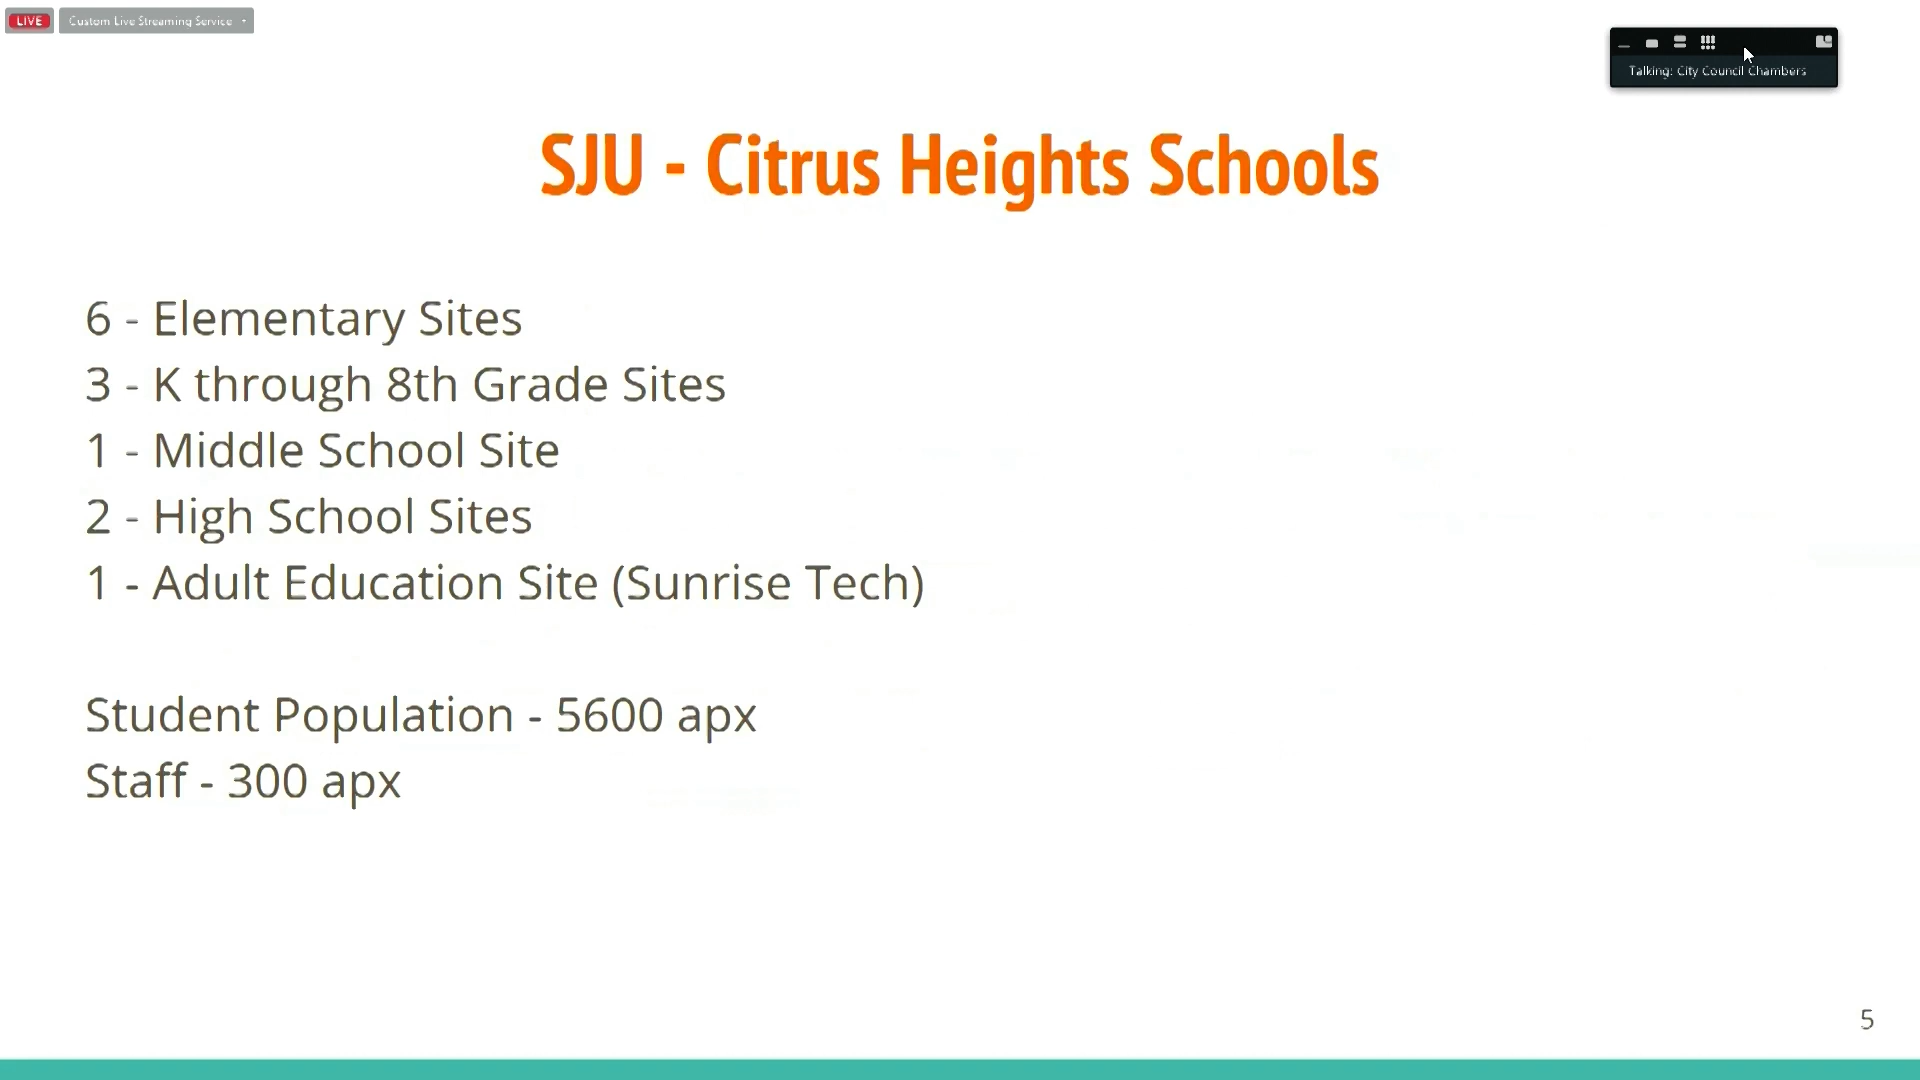 LIVE
Custom Live Streaming Service
Talking: City Council Chambers
SJU - Citrus Heights Schools
6 - Elementary Sites
3 - K through 8th Grade Sites
1 - Middle School Site
2 - High School Sites
1 - Adult Education Site (Sunrise Tech)
Student Population - 5600 apx
Staff - 300 apx
5